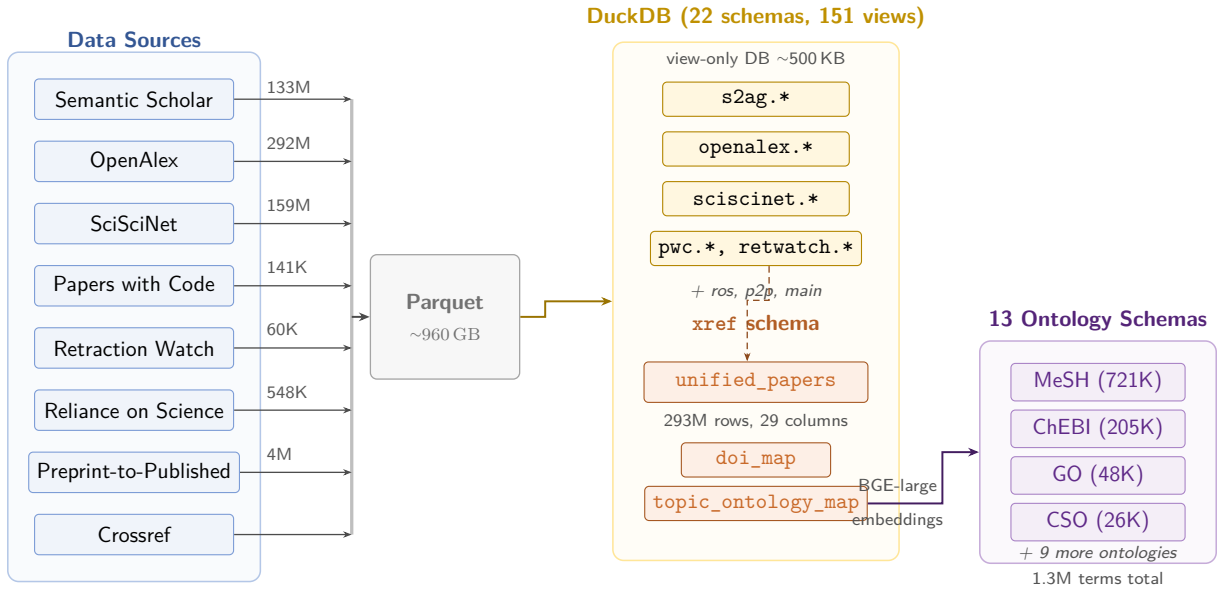 Data Sources
Semantic Scholar
133M
OpenAlex
292M
SciSciNet
159M
Papers with Code
141K
Retraction Watch
60K
Reliance on Science
548K
Preprint-to-Published
4M
Crossref
Parquet
~960 GB
DuckDB (22 schemas, 151 views)
view-only DB ~500 KB
s2ag.*
openalex.*
sciscinet.*
pwc.*, retwatch.*
+ ros, p2p, main
xref schema
unified_papers
293M rows, 29 columns
doi_map
topic_ontology_map
BGE-large
embeddings
13 Ontology Schemas
MeSH (721K)
ChEBI (205K)
GO (48K)
CSO (26K)
+ 9 more ontologies
1.3M terms total